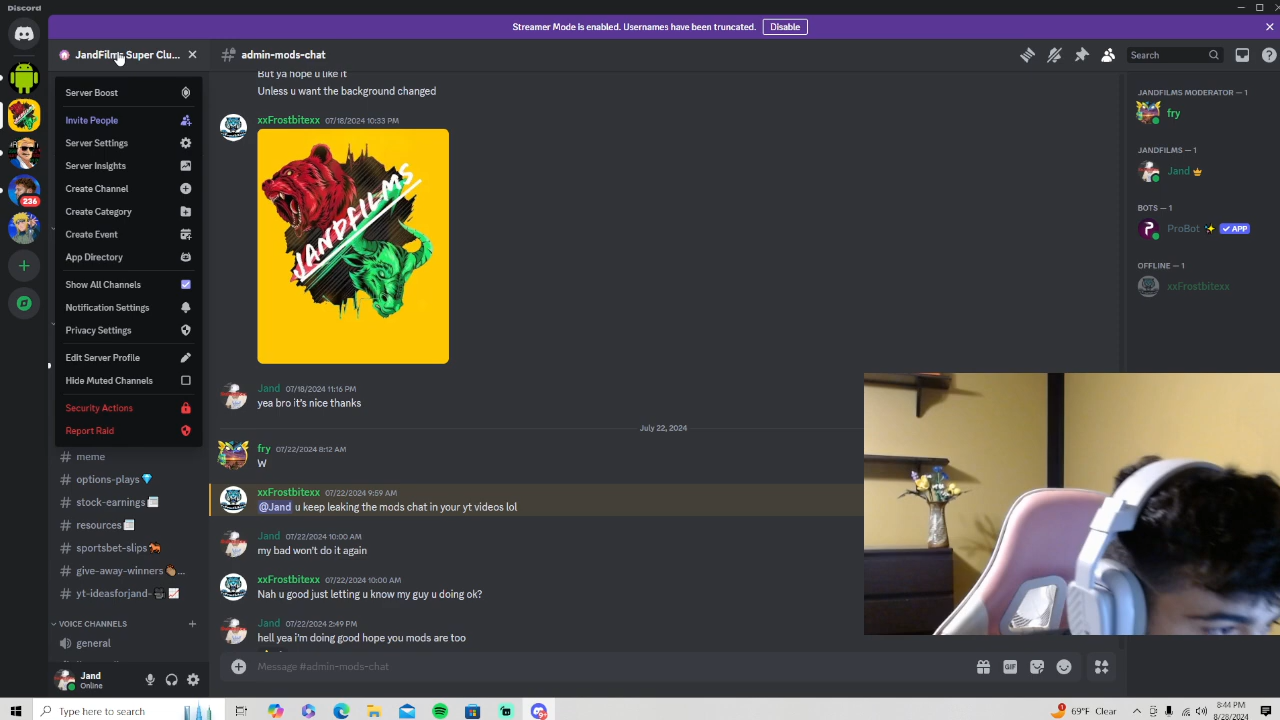 Discord
Streamer Mode is enabled. Usernames have been truncated.
Disable
JandFilms Super Clu...
Server Boost
Invite People
Server Settings
Server Insights
Create Channel
Create Category
Create Event
App Directory
Show All Channels
Notification Settings
Privacy Settings
Edit Server Profile
Hide Muted Channels
Security Actions
Report Raid
236
meme
options-plays
stock-earnings
resources
sportsbet-slips
give-away-winners ...
yt-ideasforjand-
VOICE CHANNELS
general
Jand
Online
admin-mods-chat
Search
But ya hope u like it
Unless u want the background changed
xxFrostbitexx 07/18/2024 10:33 PM
JANDFILMS
Jand 07/18/2024 11:16 PM
yea bro it's nice thanks
July 22, 2024
fry 07/22/2024 8:12 AM
W
xxFrostbitexx 07/22/2024 9:59 AM
@Jand u keep leaking the mods chat in your yt videos lol
Jand 07/22/2024 10:00 AM
my bad won't do it again
xxFrostbitexx 07/22/2024 10:00 AM
Nah u good just letting u know my guy u doing ok?
Jand 07/22/2024 2:49 PM
hell yea i'm doing good hope you mods are too
Message #admin-mods-chat
GIF
JANDFILMS MODERATOR — 1
fry
JANDFILMS — 1
Jand
BOTS — 1
ProBot ✨ ✓ APP
OFFLINE — 1
xxFrostbitexx
Type here to search
69°F Clear
8:44 PM
8/28/2024